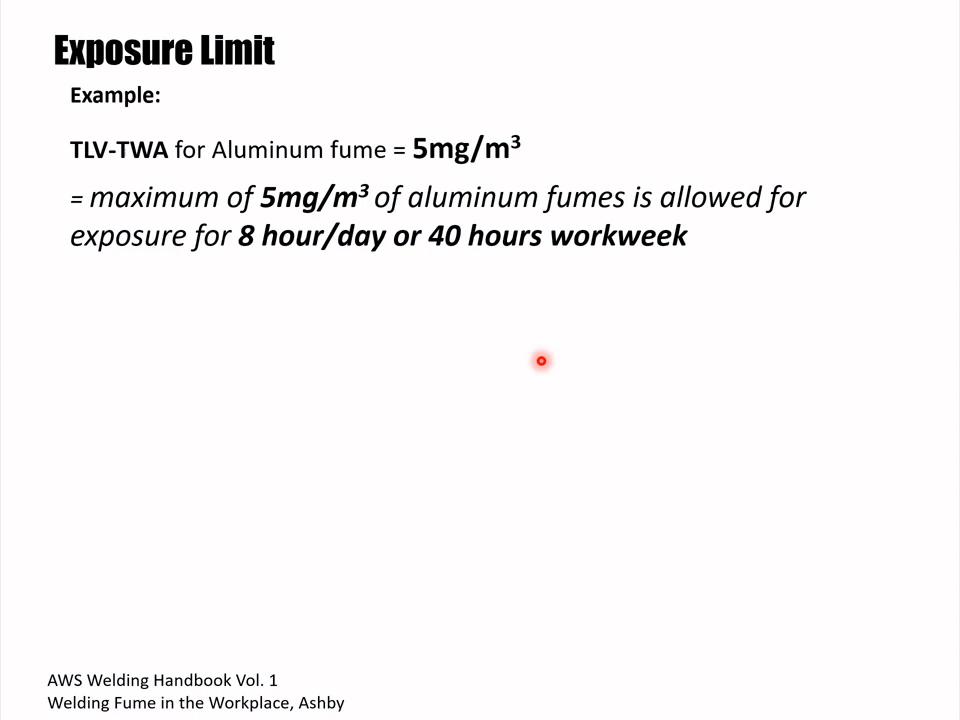 Exposure Limit
Example:
TLV-TWA for Aluminum fume = 5mg/m³
= maximum of 5mg/m³ of aluminum fumes is allowed for
exposure for 8 hour/day or 40 hours workweek
AWS Welding Handbook Vol. 1
Welding Fume in the Workplace, Ashby